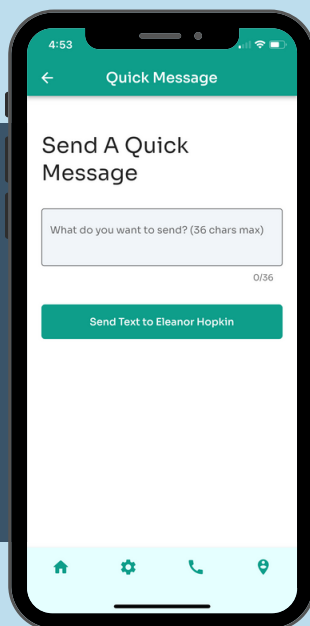 4:53
Quick Message
Send A Quick
Message
What do you want to send? (36 chars max)
0/36
Send Text to Eleanor Hopkin